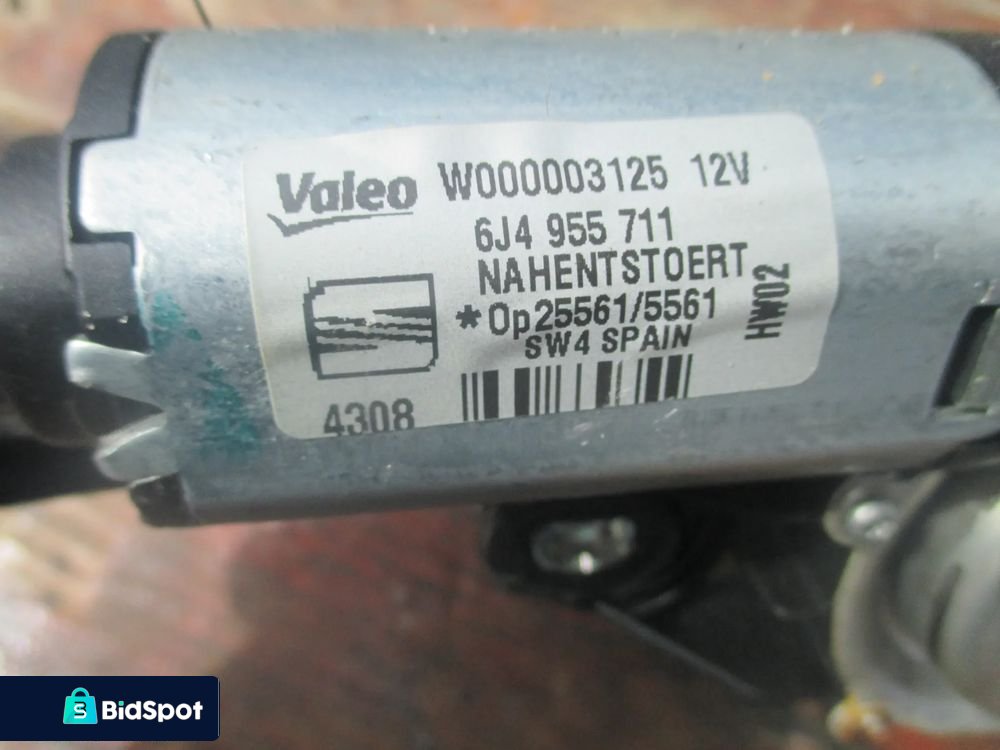 Valeo W000003125 12V
6J4 955 711
NAHENTSTOERT
*Op25561/5561
SW4 SPAIN
HW02
4308
BidSpot